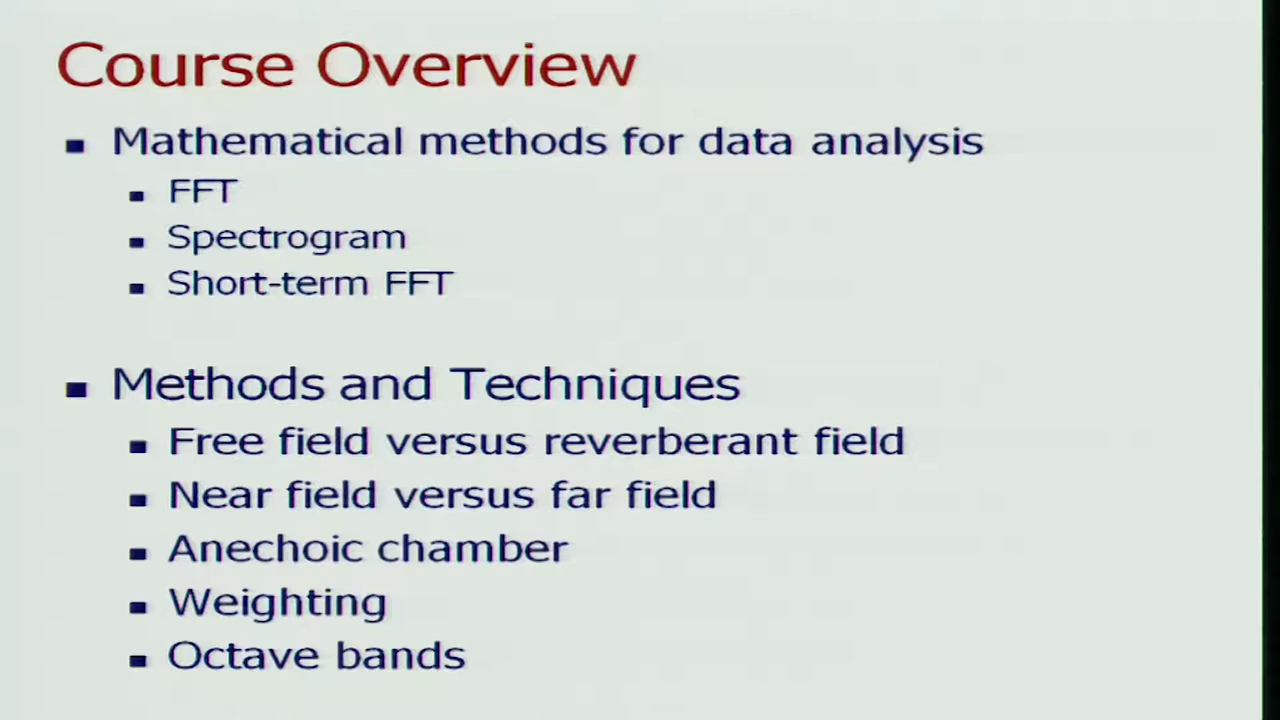 Course Overview
Mathematical methods for data analysis
FFT
Spectrogram
Short-term FFT
Methods and Techniques
Free field versus reverberant field
Near field versus far field
Anechoic chamber
Weighting
Octave bands